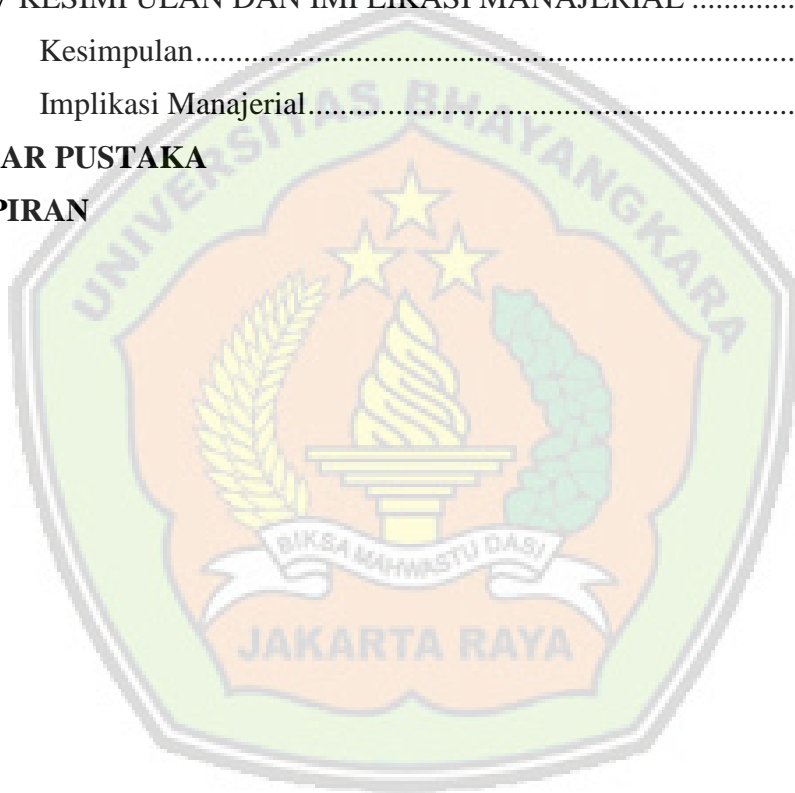 KESIMPULAN DAN IMPLIKASI MANAJERIAL ................
Kesimpulan................................................................................
Implikasi Manajerial.................................................................
AR PUSTAKA
PIRAN
UNIVERSITAS BHAYANGKARA
BIKSA MAHWASTU DASI
JAKARTA RAYA